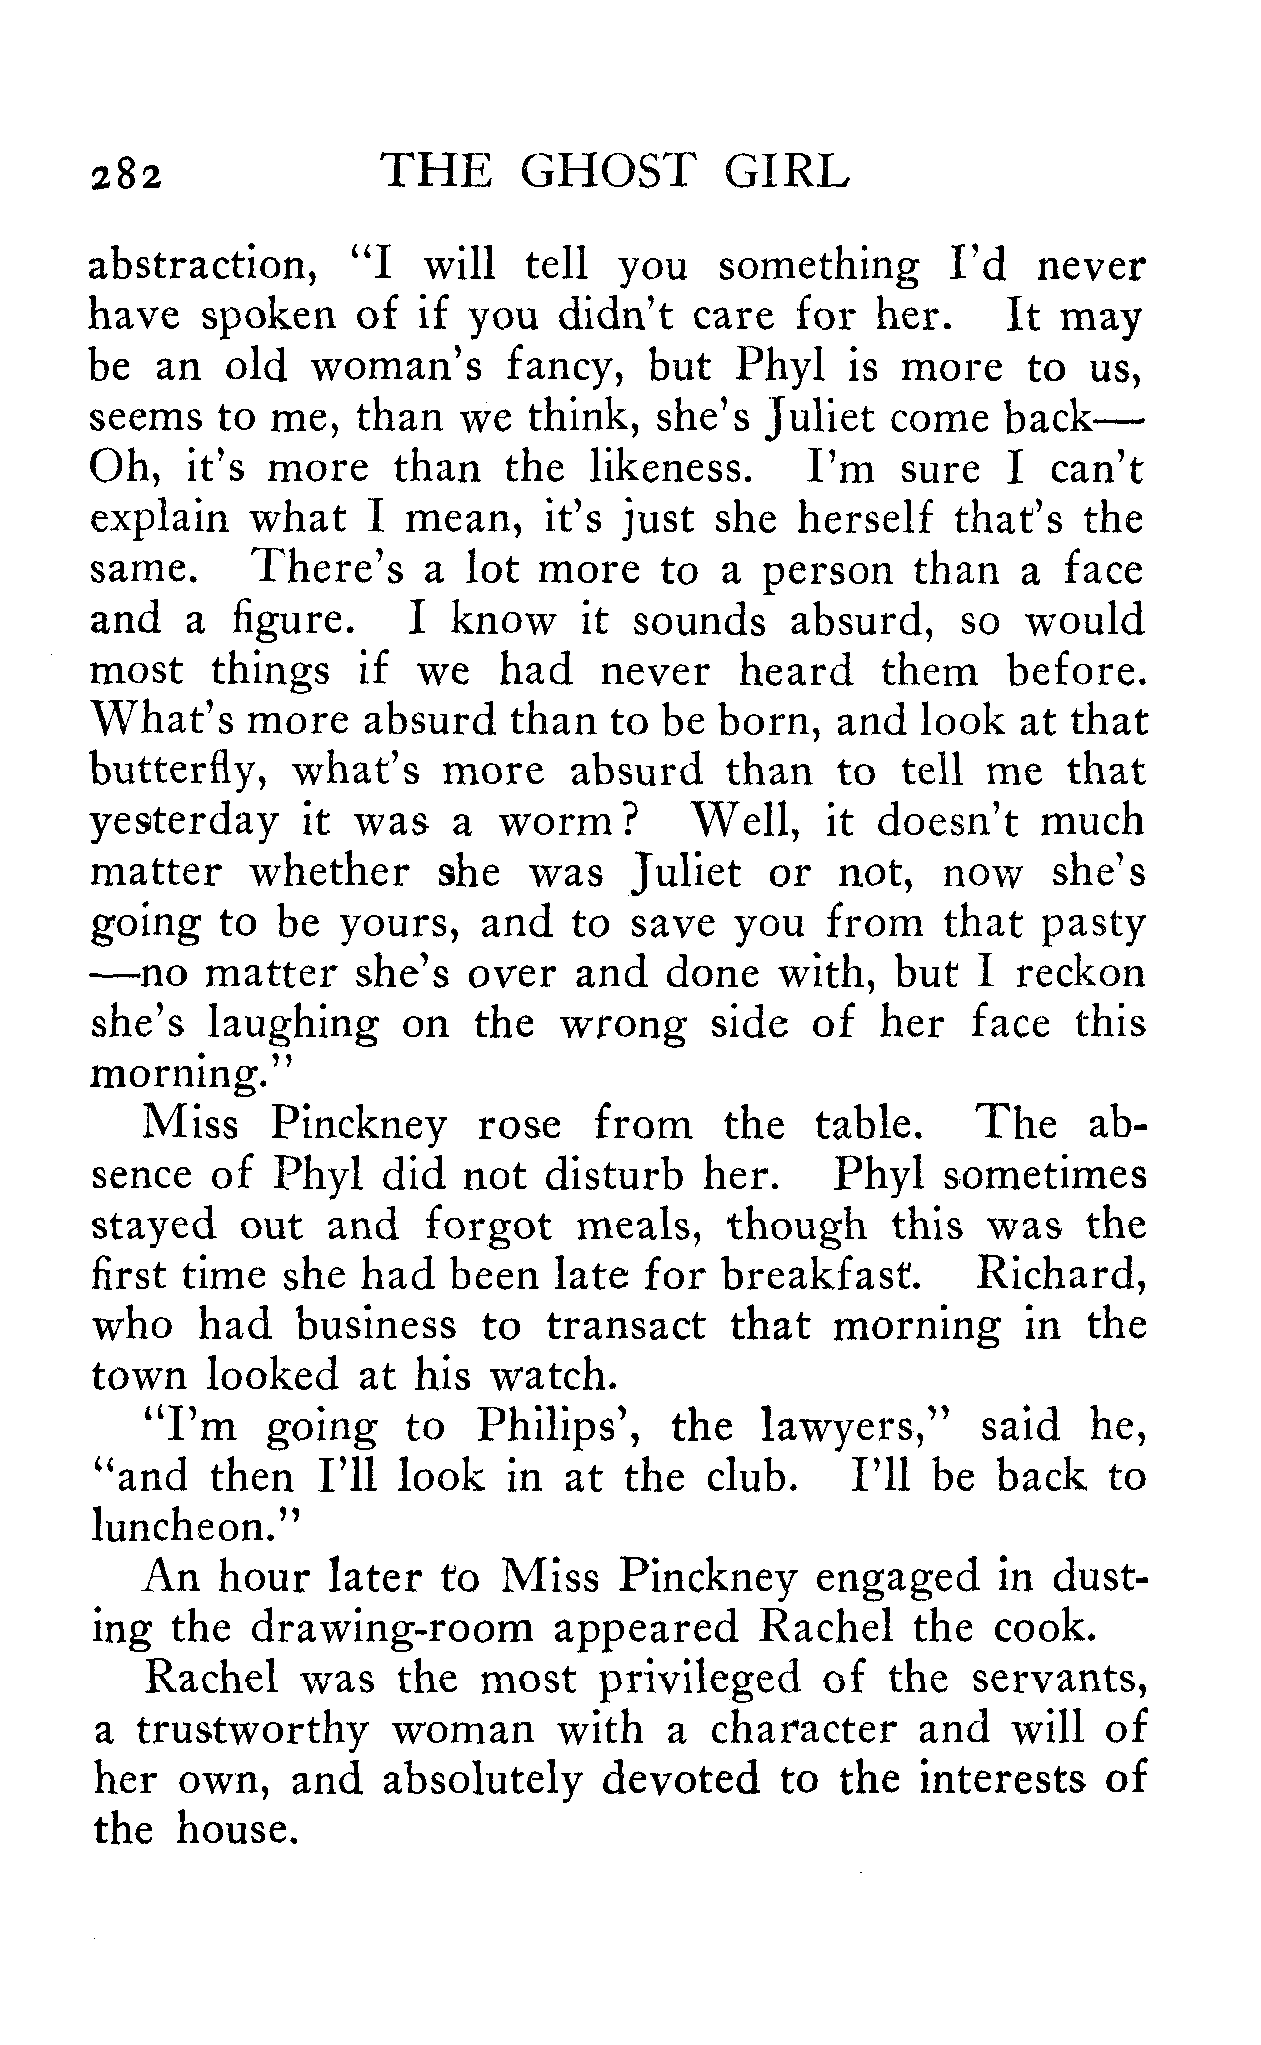 282 THE GHOST GIRL
abstraction, "I will tell you something I'd never
have spoken of if you didn't care for her. It may
be an old woman's fancy, but Phyl is more to us,
seems to me, than we think, she's Juliet come back—
Oh, it's more than the likeness. I'm sure I can't
explain what I mean, it's just she herself that's the
same. There's a lot more to a person than a face
and a figure. I know it sounds absurd, so would
most things if we had never heard them before.
What's more absurd than to be born, and look at that
butterfly, what's more absurd than to tell me that
yesterday it was a worm? Well, it doesn't much
matter whether she was Juliet or not, now she's
going to be yours, and to save you from that pasty
—no matter she's over and done with, but I reckon
she's laughing on the wrong side of her face this
morning."
Miss Pinckney rose from the table. The ab-
sence of Phyl did not disturb her. Phyl sometimes
stayed out and forgot meals, though this was the
first time she had been late for breakfast. Richard,
who had business to transact that morning in the
town looked at his watch.
"I'm going to Philips', the lawyers," said he,
"and then I'll look in at the club. I'll be back to
luncheon."
An hour later to Miss Pinckney engaged in dust-
ing the drawing-room appeared Rachel the cook.
Rachel was the most privileged of the servants,
a trustworthy woman with a character and will of
her own, and absolutely devoted to the interests of
the house.